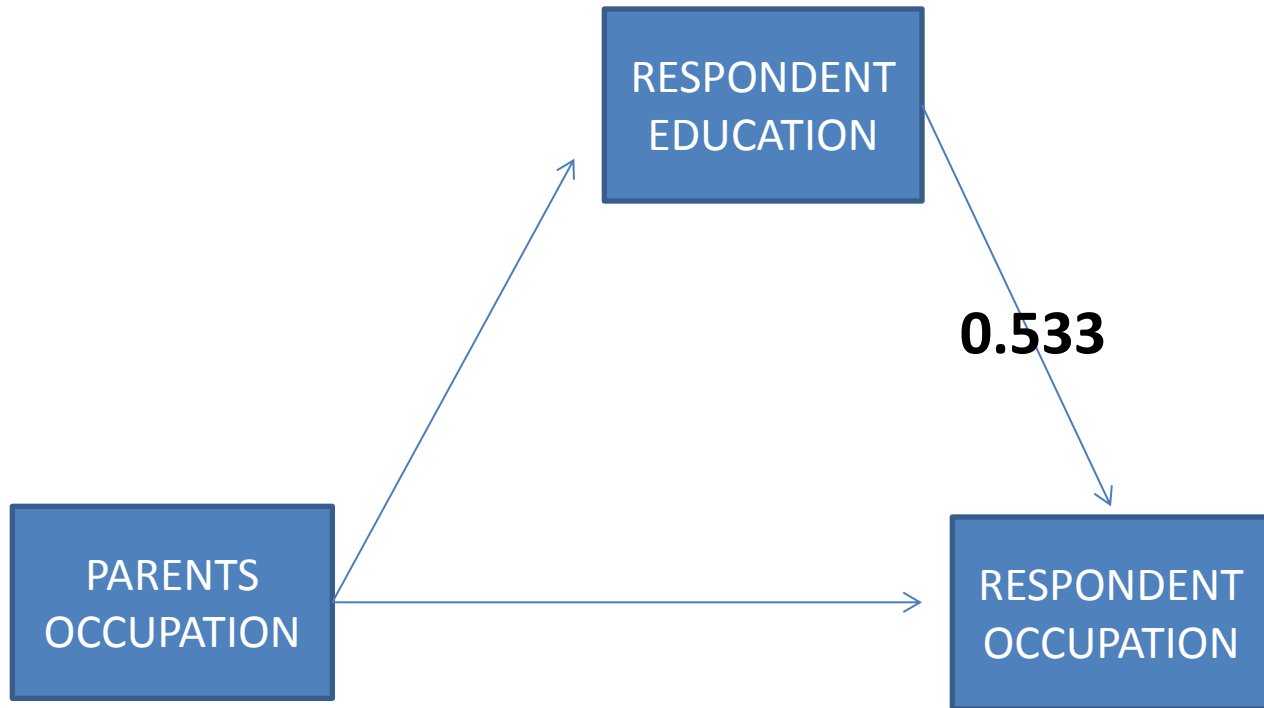 RESPONDENT
EDUCATION
0.533
PARENTS
OCCUPATION
RESPONDENT
OCCUPATION